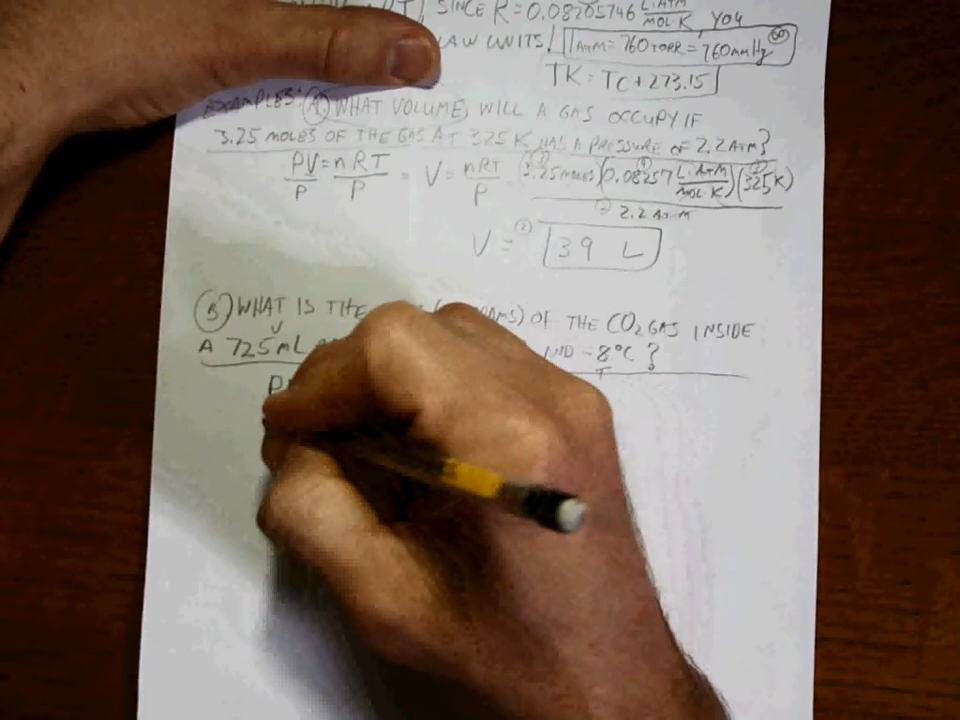 SINCE R = 0.08205746 L·ATM / MOL·K, YOU
LAW UNITS! 1 ATM = 760 TORR = 760 mmHg ∞
TK = TC + 273.15
EXAMPLES: (A.) WHAT VOLUME WILL A GAS OCCUPY IF
3.25 MOLES OF THE GAS AT 325 K HAS A PRESSURE OF 2.2 ATM?
PV/P = nRT/P = V = nRT/P = (3.25 moles)(0.08257 L·ATM/MOL·K)(325 K) / 2.2 ATM
V = 39 L
(B) WHAT IS THE OF THE CO2 GAS INSIDE
A 725 mL -8°C ?
V T
P